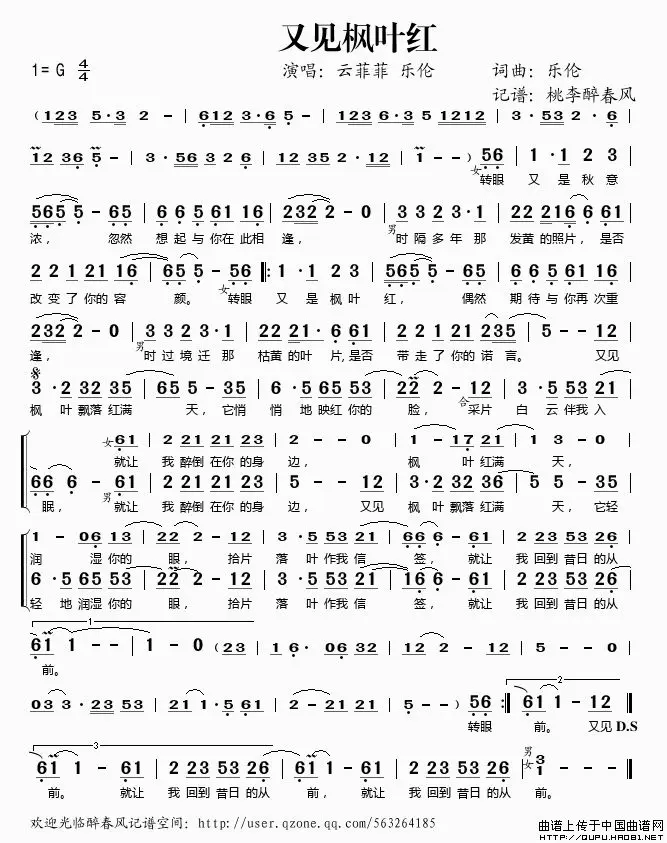 又见枫叶红
1=G 4/4 演唱：云菲菲 乐伦 词曲：乐伦
记谱：桃李醉春风
(123 5·3 2 - | 612 3·6 5 - | 123 6·1 23·5 1212 | 3·53 2·6 |
12 36 5 - | 3·56 32 6 | 12 35 2·12 | 1 - - ) 56 | 1·1 2 3 |
女 转眼 又 是 秋 意
565 5 - 65 | 6 6 5 61 16 | 232 2 - 0 | 3 32 3·1 | 2 2216 6 61 |
浓， 忽然 想起与你在此相 逢， 男 时隔多年那 发黄的照片，是否
2 21 21 16 | 65 5 - 56 |: 1·1 2 3 | 565 5 - 65 | 6 6 5 61 16 |
改变了你的容 颜。 女 转眼 又 是 枫叶 红， 偶然 期待与你再次重
232 2 - 0 | 3 32 3·1 | 2 21·6 61 | 2 21 21 235 | 5 - - 12 |
逢， 男 时过境迁那 枯黄的叶片,是否 带走了你的诺言。 又见
3·2 32 35 | 65 5 - 35 | 6·5 65 53 | 22 2 - 12 | 3·5 53 21 |
枫 叶飘落红满 天，它悄 悄 地映红你的 脸， 合 采片 白 云伴我入
女 61 | 2 21 21 23 | 2 - - 0 | 1 - 17 21 | 1 3 - 0 |
就让 我醉倒在你的身 边， 枫 叶红满 天，
66 6 - 61 | 2 21 21 23 | 5 - - 12 | 3·2 32 36 | 5 5 - 35 |
眠， 男 就让 我醉倒在你的身 边， 又见 枫 叶飘落红满 天，它轻
1 - 06 13 | 22 2 - 12 | 3·5 53 21 | 66 6 - 61 | 2 23 53 26 |
润 湿你的 眼， 拾片 落 叶作我信 签， 就让 我回到昔日的从
6·5 65 53 | 22 2 - 12 | 3·5 53 21 | 16 6 - 61 | 2 23 53 26 |
轻 地润湿你的 眼， 拾片 落 叶作我信 签， 就让 我回到昔日的从
1
61 1 - - | 1 - 0 (23 | 1 16· 06 32 | 12 2 - 12 | 5 - - 0 |
前。
03 3·23 53 | 21 1·5 61 | 2 - 21 21 | 5 - - ) 56 :| 2 61 1 - 12 |
转眼 前。 又见 D.S
3
61 1 - 61 | 2 23 53 26 | 61 1 - 61 | 2 23 53 26 | 男 3 女 1 - - |
前。 就让 我回到昔日的从 前， 就让 我回到昔日的从 前。
欢迎光临醉春风记谱空间：http://user.qzone.qq.com/563264185
曲谱上传于中国曲谱网
http://QUPU.YAO81.NET